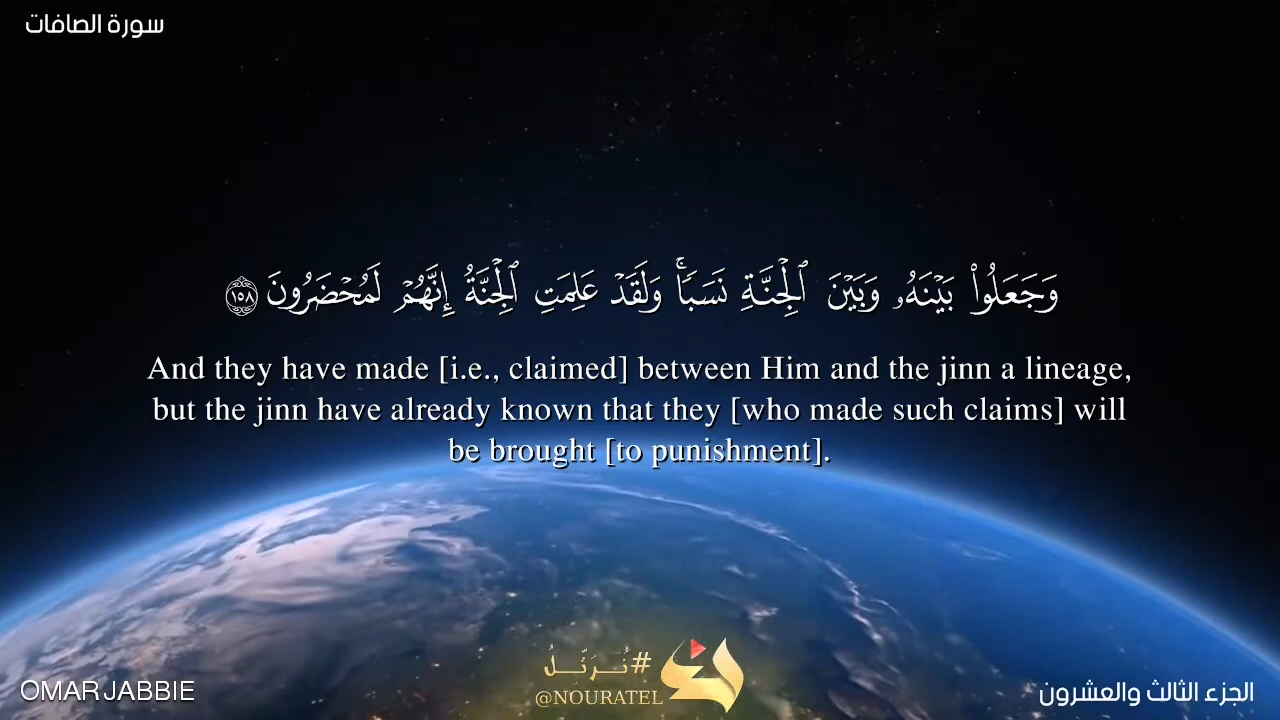 سورة الصافات
وَجَعَلُوا۟ بَيْنَهُۥ وَبَيْنَ ٱلْجِنَّةِ نَسَبًۭا ۚ وَلَقَدْ عَلِمَتِ ٱلْجِنَّةُ إِنَّهُمْ لَمُحْضَرُونَ ١٥٨
And they have made [i.e., claimed] between Him and the jinn a lineage,
but the jinn have already known that they [who made such claims] will
be brought [to punishment].
#نُرَتِّلُ
@NOURATEL
OMAR JABBIE
الجزء الثالث والعشرون